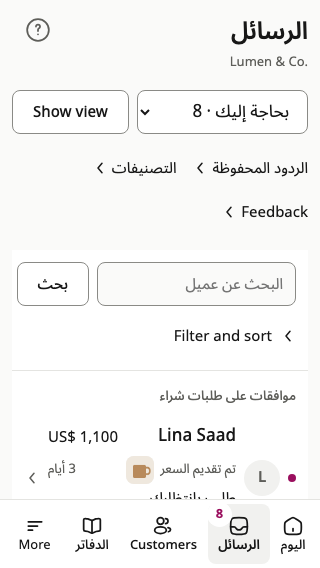 الرسائل
Lumen & Co.
بحاجة إليك · 8
Show view
الردود المحفوظة
التصنيفات
Feedback
البحث عن عميل
بحث
Filter and sort
موافقات على طلبات شراء
Lina Saad
US$ 1,100
L
تم تقديم السعر
3 أيام
8
اليوم
الرسائل
Customers
الدفاتر
More